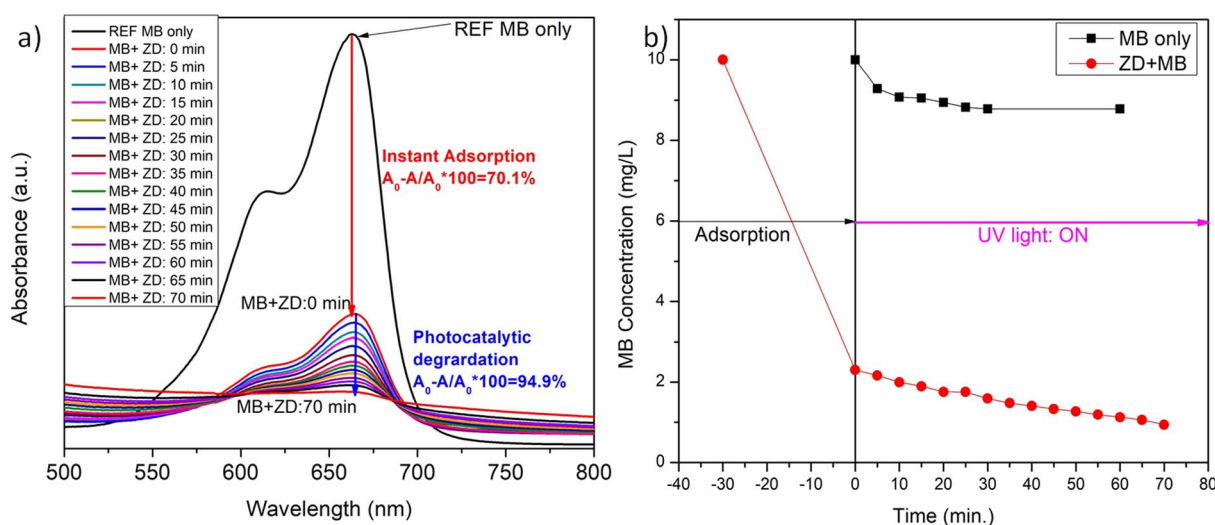 a)
REF MB only
MB+ ZD: 0 min
MB+ ZD: 5 min
MB+ ZD: 10 min
MB+ ZD: 15 min
MB+ ZD: 20 min
MB+ ZD: 25 min
MB+ ZD: 30 min
MB+ ZD: 35 min
MB+ ZD: 40 min
MB+ ZD: 45 min
MB+ ZD: 50 min
MB+ ZD: 55 min
MB+ ZD: 60 min
MB+ ZD: 65 min
MB+ ZD: 70 min
REF MB only
Instant Adsorption
A₀-A/A₀*100=70.1%
MB+ZD:0 min
Photocatalytic
degrardation
A₀-A/A₀*100=94.9%
MB+ZD:70 min
Absorbance (a.u.)
500 550 600 650 700 750 800
Wavelength (nm)
b)
MB only
ZD+MB
Adsorption
UV light: ON
MB Concentration (mg/L)
10
8
6
4
2
0
-40 -30 -20 -10 0 10 20 30 40 50 60 70 80
Time (min.)